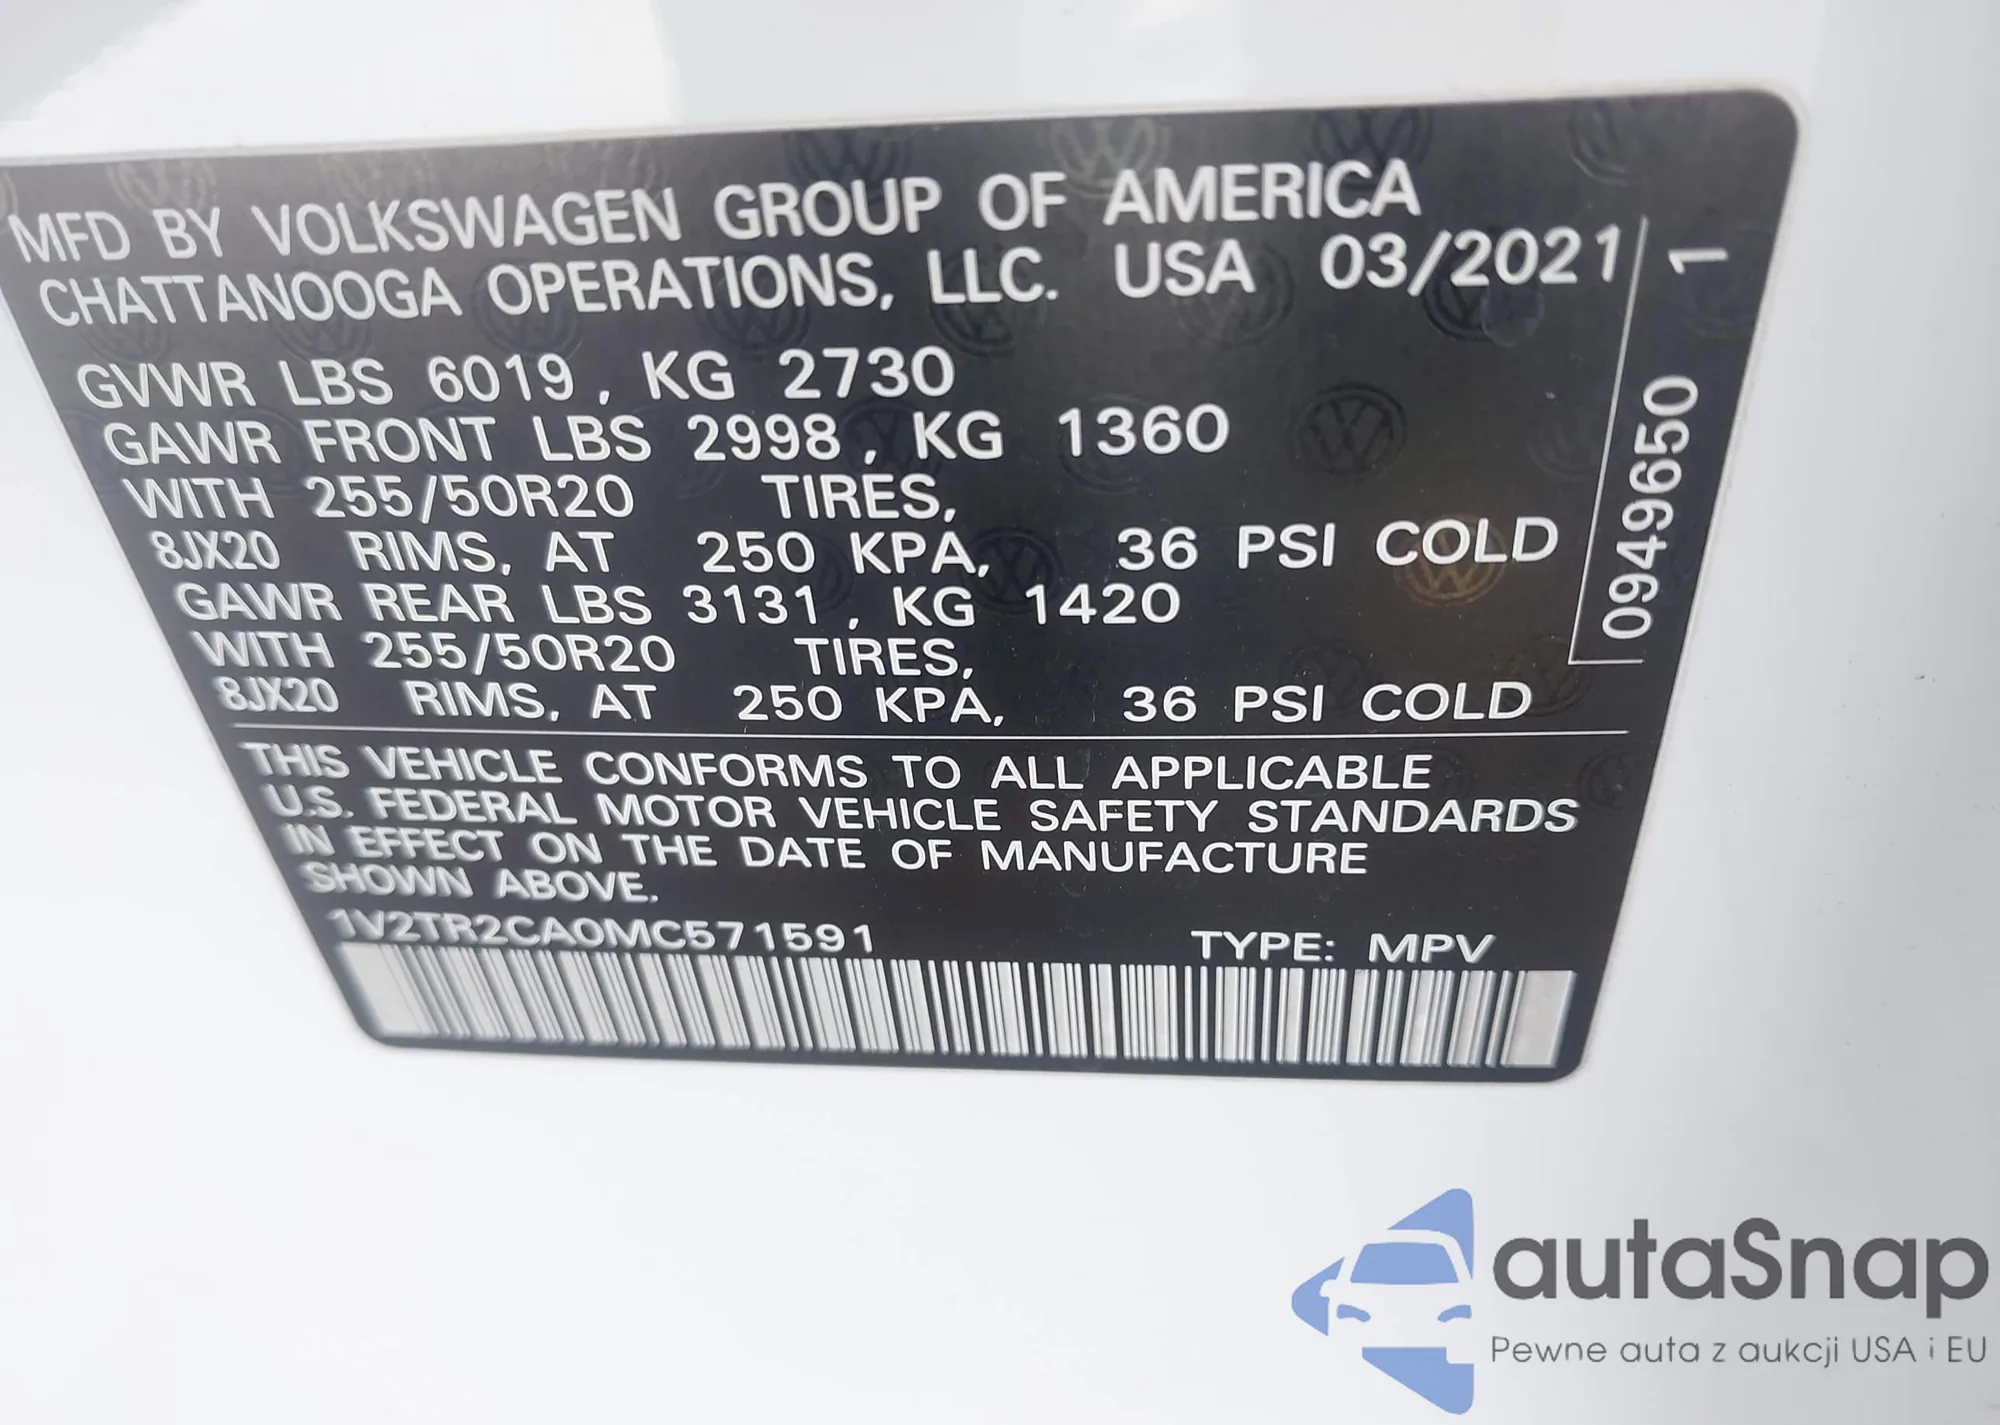 MFD BY VOLKSWAGEN GROUP OF AMERICA
CHATTANOOGA OPERATIONS, LLC. USA 03/2021
GVWR LBS 6019, KG 2730
GAWR FRONT LBS 2998, KG 1360
WITH 255/50R20 TIRES,
8JX20 RIMS, AT 250 KPA, 36 PSI COLD
GAWR REAR LBS 3131, KG 1420
WITH 255/50R20 TIRES,
8JX20 RIMS, AT 250 KPA, 36 PSI COLD
THIS VEHICLE CONFORMS TO ALL APPLICABLE
U.S. FEDERAL MOTOR VEHICLE SAFETY STANDARDS
IN EFFECT ON THE DATE OF MANUFACTURE
SHOWN ABOVE.
1V2TR2CA0MC571591 TYPE: MPV
0949650 1
autaSnap
Pewne auta z aukcji USA i EU